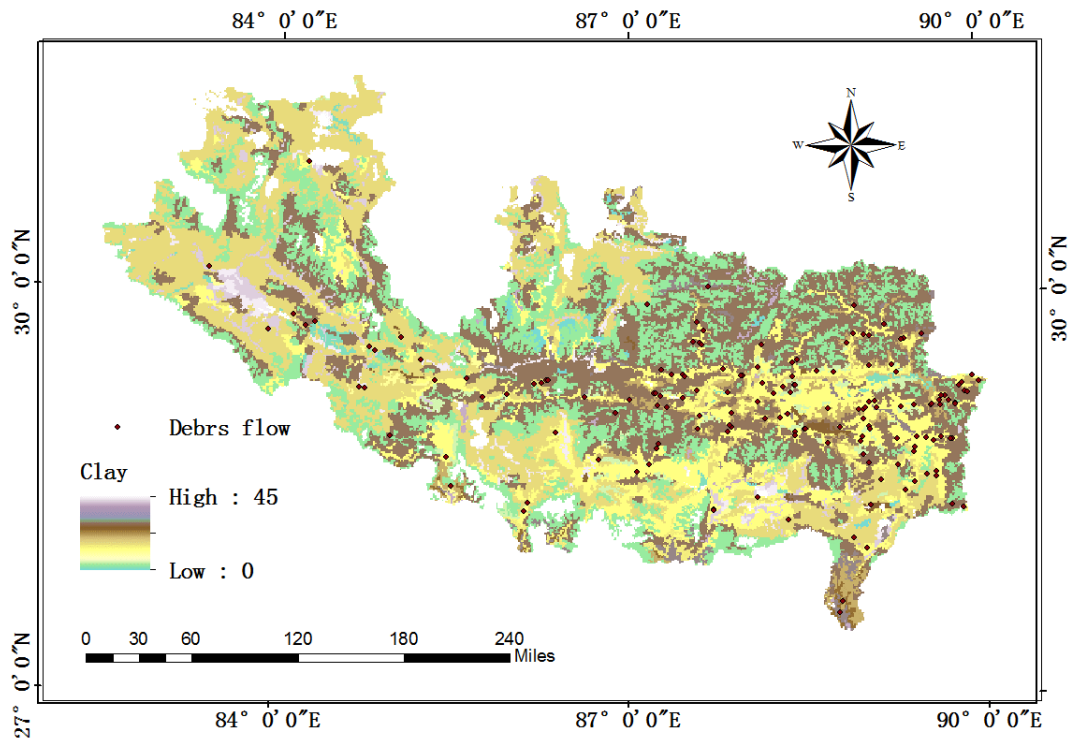 84° 0′ 0″E 87° 0′ 0″E 90° 0′ 0″E
N
W E
S
30° 0′ 0″N
30° 0′ 0″N
Debrs flow
Clay
High : 45
Low : 0
0 30 60 120 180 240
Miles
27° 0′ 0″N
84° 0′ 0″E 87° 0′ 0″E 90° 0′ 0″E